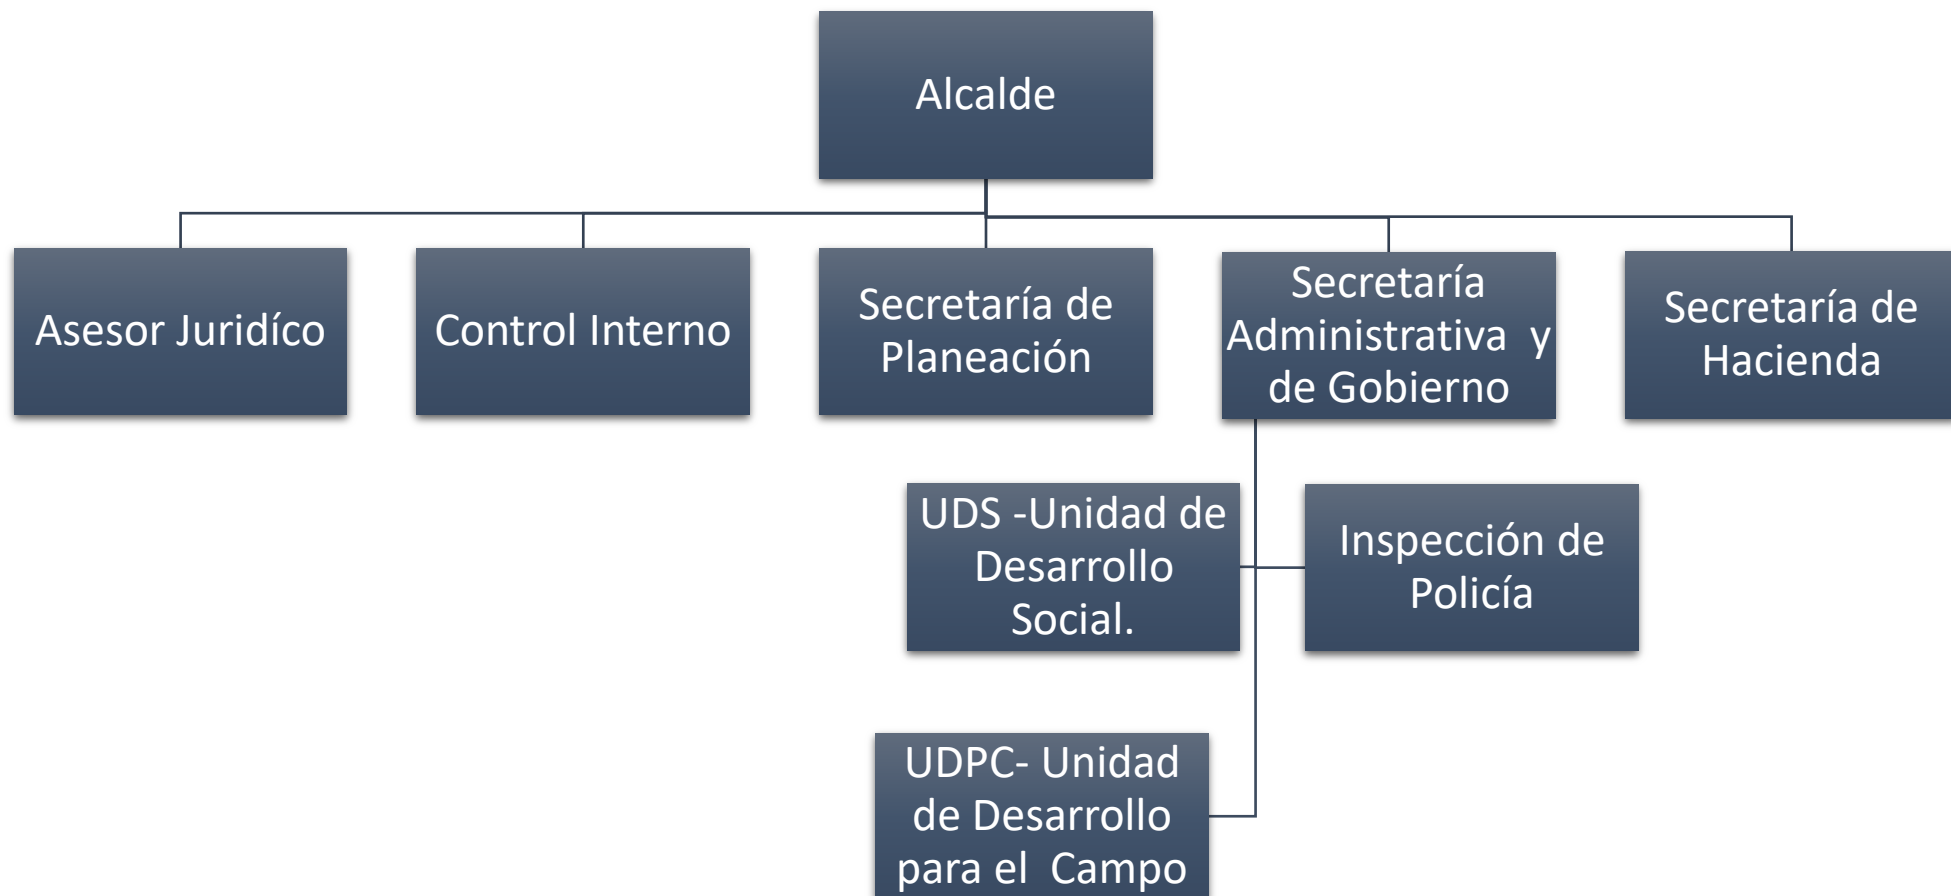 Alcalde
Asesor Juridíco
Control Interno
Secretaría de
Planeación
Secretaría
Administrativa  y
de Gobierno
Secretaría de
Hacienda
UDS -Unidad de
Desarrollo
Social.
Inspección de
Policía
UDPC- Unidad
de Desarrollo
para el  Campo